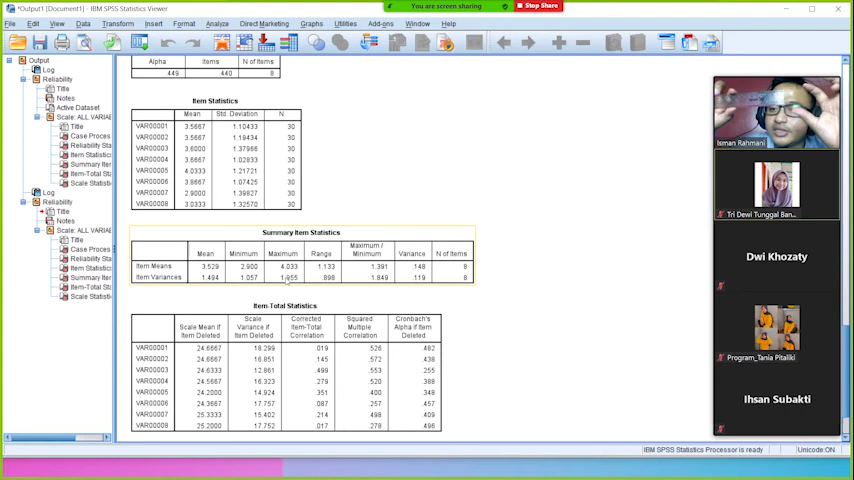 *Output1 [Document1] - IBM SPSS Statistics Viewer
You are screen sharing
Stop Share
File Edit View Data Transform Insert Format Analyze Direct Marketing Graphs Utilities Add-ons Window Help
Output
Log
Reliability
Title
Notes
Active Dataset
Scale: ALL VARIA
Title
Case Proces
Reliability St
Item Statistics
Summary Iter
Item-Total St
Scale Statisti
Log
Reliability
Title
Notes
Scale: ALL VARIA
Title
Case Proces
Reliability St
Item Statistics
Summary Iter
Item-Total St
Scale Statist
Alpha Items N of Items
.449 .440 8
Item Statistics
Mean Std. Deviation N
VAR00001 3.5667 1.10433 30
VAR00002 3.5667 1.19434 30
VAR00003 3.6000 1.37966 30
VAR00004 3.6667 1.02833 30
VAR00005 4.0333 1.21721 30
VAR00006 3.8667 1.07425 30
VAR00007 2.9000 1.39827 30
VAR00008 3.0333 1.32570 30
Summary Item Statistics
Mean Minimum Maximum Range Maximum / Minimum Variance N of Items
Item Means 3.529 2.900 4.033 1.133 1.391 .148 8
Item Variances 1.494 1.057 1.955 .898 1.849 .119 8
Item-Total Statistics
Scale Mean if Item Deleted Scale Variance if Item Deleted Corrected Item-Total Correlation Squared Multiple Correlation Cronbach's Alpha if Item Deleted
VAR00001 24.6667 18.299 .019 .526 .482
VAR00002 24.6667 16.851 .145 .572 .438
VAR00003 24.6333 12.861 .499 .553 .255
VAR00004 24.5667 16.323 .279 .520 .388
VAR00005 24.2000 14.924 .351 .400 .348
VAR00006 24.3667 17.757 .087 .257 .457
VAR00007 25.3333 15.402 .214 .498 .409
VAR00008 25.2000 17.752 .017 .278 .496
Isman Rahmani
Tri Dewi Tunggal Ban...
Dwi Khozaty
Program_Tania Pitaliki
Ihsan Subakti
IBM SPSS Statistics Processor is ready
Unicode:ON